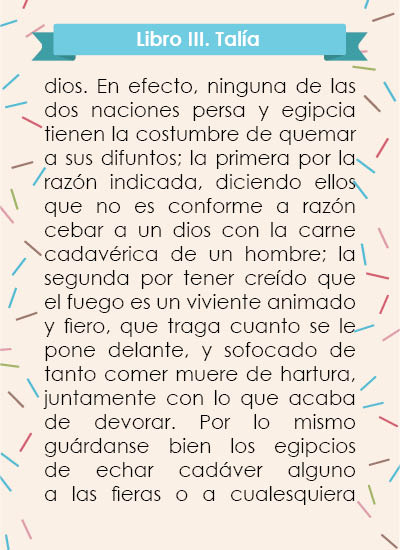 Libro III. Talía
dios. En efecto, ninguna de las
dos naciones persa y egipcia
tienen la costumbre de quemar
a sus difuntos; la primera por la
razón indicada, diciendo ellos
que no es conforme a razón
cebar a un dios con la carne
cadavérica de un hombre; la
segunda por tener creído que
el fuego es un viviente animado
y fiero, que traga cuanto se le
pone delante, y sofocado de
tanto comer muere de hartura,
juntamente con lo que acaba
de devorar. Por lo mismo
guárdanse bien los egipcios
de echar cadáver alguno
a las fieras o a cualesquiera